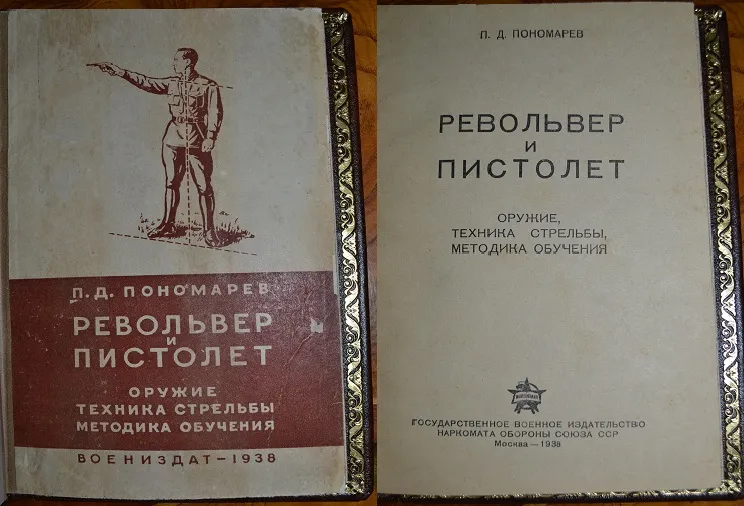 П.Д. ПОНОМАРЕВ
РЕВОЛЬВЕР
И
ПИСТОЛЕТ
ОРУЖИЕ
ТЕХНИКА СТРЕЛЬБЫ
МЕТОДИКА ОБУЧЕНИЯ
ВОЕНИЗДАТ — 1938
П. Д. ПОНОМАРЕВ
РЕВОЛЬВЕР
И
ПИСТОЛЕТ
ОРУЖИЕ,
ТЕХНИКА СТРЕЛЬБЫ,
МЕТОДИКА ОБУЧЕНИЯ
ГОСУДАРСТВЕННОЕ ВОЕННОЕ ИЗДАТЕЛЬСТВО
НАРКОМАТА ОБОРОНЫ СОЮЗА ССР
Москва — 1938